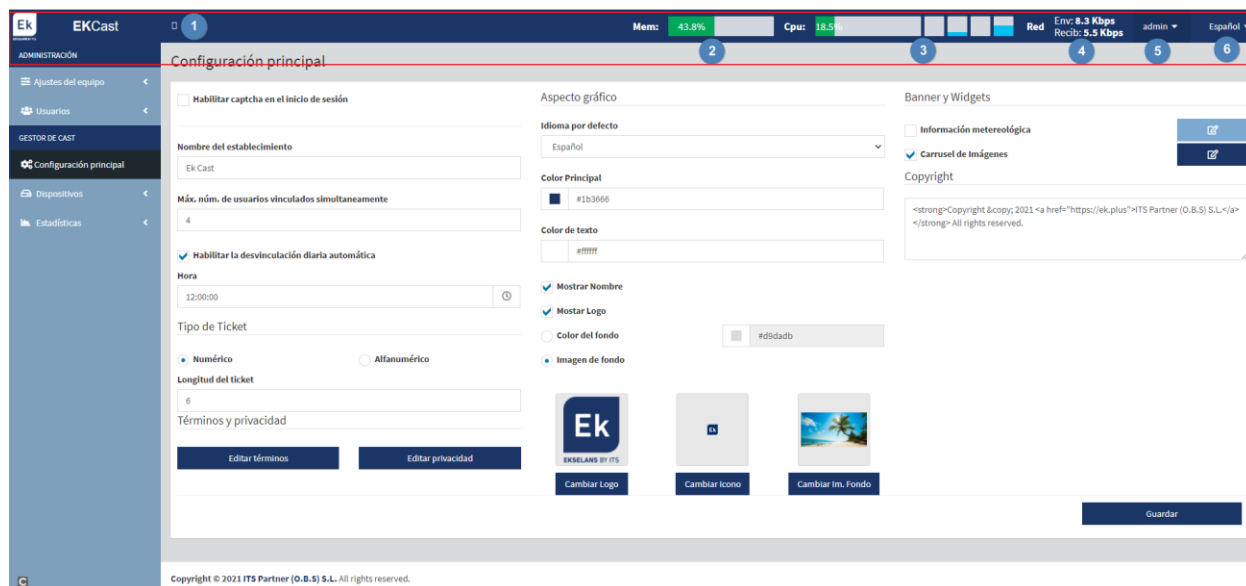 Ek EKCast 1 Mem: 43.8% Cpu: 18.5% Red Env: 8.3 Kbps admin Español
Recib: 5.5 Kbps
2 3 4 5 6
ADMINISTRACIÓN
Ajustes del equipo
Usuarios
GESTOR DE CAST
Configuración principal
Dispositivos
Estadísticas
Configuración principal
Habilitar captcha en el inicio de sesión
Nombre del establecimiento
Ek Cast
Máx. núm. de usuarios vinculados simultaneamente
4
Habilitar la desvinculación diaria automática
Hora
12:00:00
Tipo de Ticket
Numérico Alfanumérico
Longitud del ticket
6
Términos y privacidad
Editar términos Editar privacidad
Aspecto gráfico
Idioma por defecto
Español
Color Principal
#1b3666
Color de texto
#ffffff
Mostrar Nombre
Mostar Logo
Color del fondo #d9dadb
Imagen de fondo
Ek Ek
EKSELANS BY ITS
Cambiar Logo Cambiar Icono Cambiar Im. Fondo
Banner y Widgets
Información metereológica
Carrusel de Imágenes
Copyright
<strong>Copyright &copy; 2021 <a href="https://ek.plus">ITS Partner (O.B.S) S.L.</a>
</strong> All rights reserved.
Guardar
Copyright © 2021 ITS Partner (O.B.S) S.L. All rights reserved.